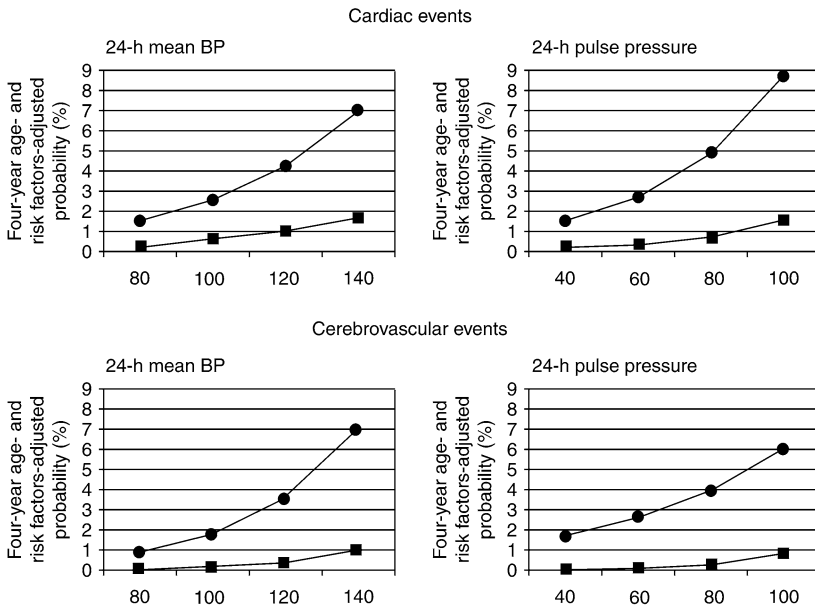 Cardiac events
24-h mean BP
Four-year age- and
risk factors-adjusted
probability (%)
9
8
7
6
5
4
3
2
1
0
80 100 120 140
24-h pulse pressure
Four-year age- and
risk factors-adjusted
probability (%)
9
8
7
6
5
4
3
2
1
0
40 60 80 100
Cerebrovascular events
24-h mean BP
Four-year age- and
risk factors-adjusted
probability (%)
9
8
7
6
5
4
3
2
1
0
80 100 120 140
24-h pulse pressure
Four-year age- and
risk factors-adjusted
probability (%)
9
8
7
6
5
4
3
2
1
0
40 60 80 100